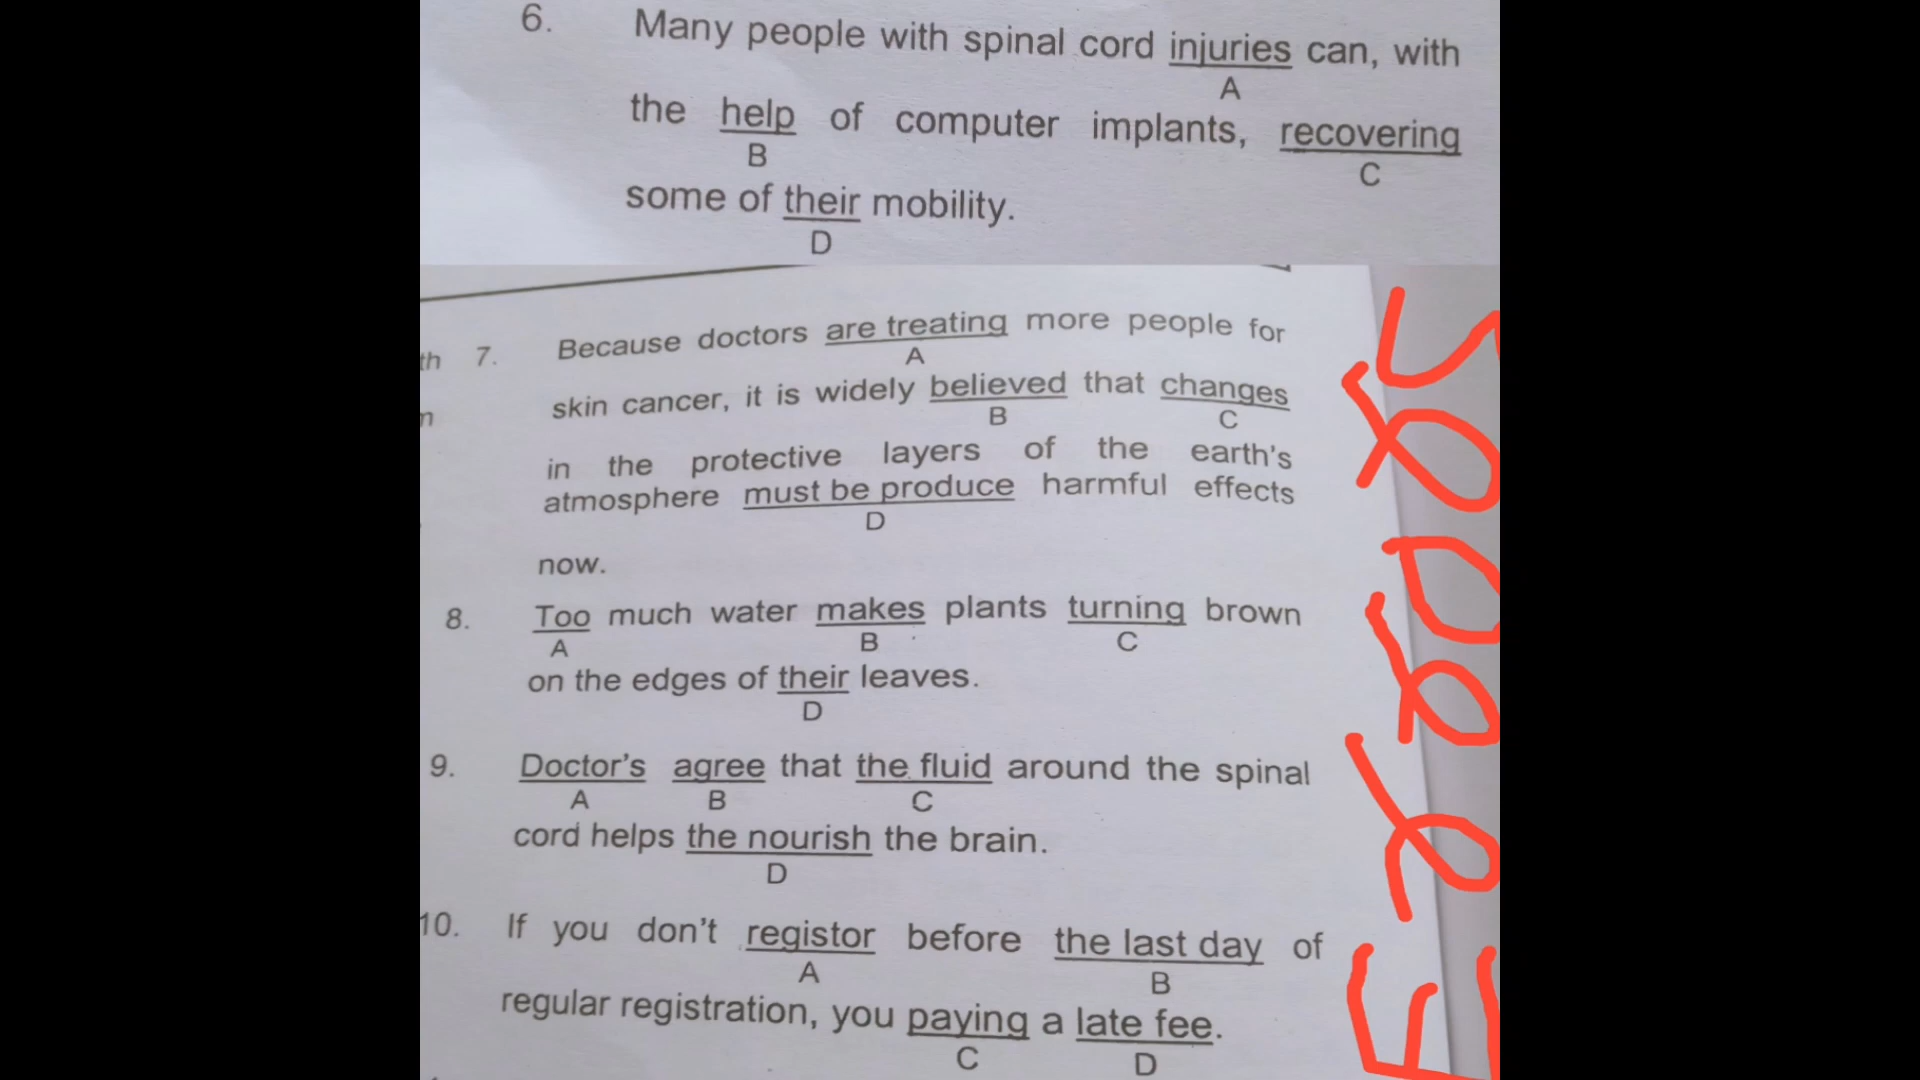 6. Many people with spinal cord injuries can, with
A
the help of computer implants, recovering
B C
some of their mobility.
D
th 7. Because doctors are treating more people for
A
skin cancer, it is widely believed that changes
B C
in the protective layers of the earth's
atmosphere must be produce harmful effects
D
now.
8. Too much water makes plants turning brown
A B C
on the edges of their leaves.
D
9. Doctor's agree that the fluid around the spinal
A B C
cord helps the nourish the brain.
D
10. If you don't registor before the last day of
A B
regular registration, you paying a late fee.
C D